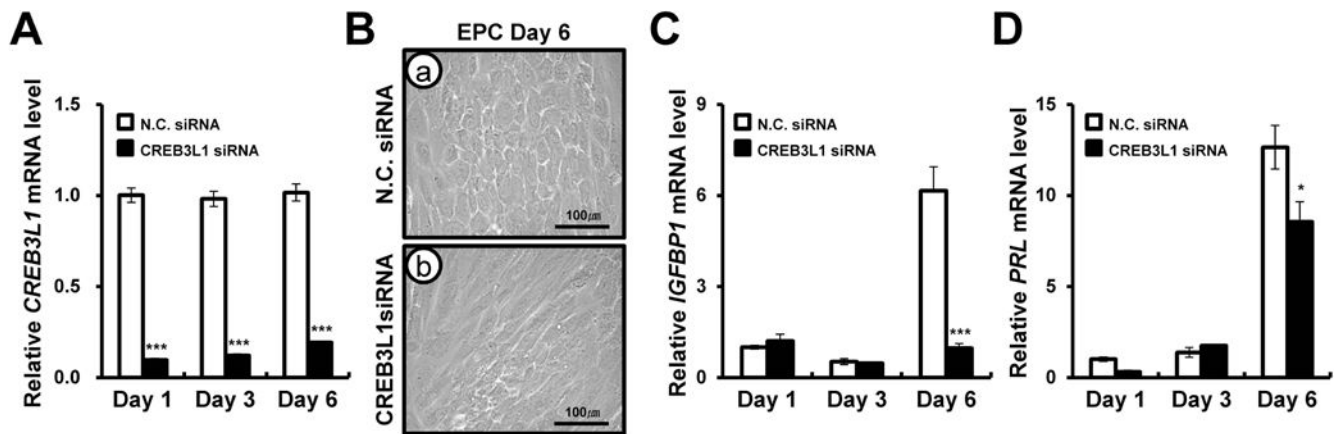 A
Relative CREB3L1 mRNA level
1.5
1.0
0.5
0.0
N.C. siRNA
CREB3L1 siRNA
***
***
***
Day 1
Day 3
Day 6
B
EPC Day 6
N.C. siRNA
a
100㎛
CREB3L1siRNA
b
100㎛
C
Relative IGFBP1 mRNA level
9
6
3
0
N.C. siRNA
CREB3L1 siRNA
***
Day 1
Day 3
Day 6
D
Relative PRL mRNA level
15
10
5
0
N.C. siRNA
CREB3L1 siRNA
*
Day 1
Day 3
Day 6